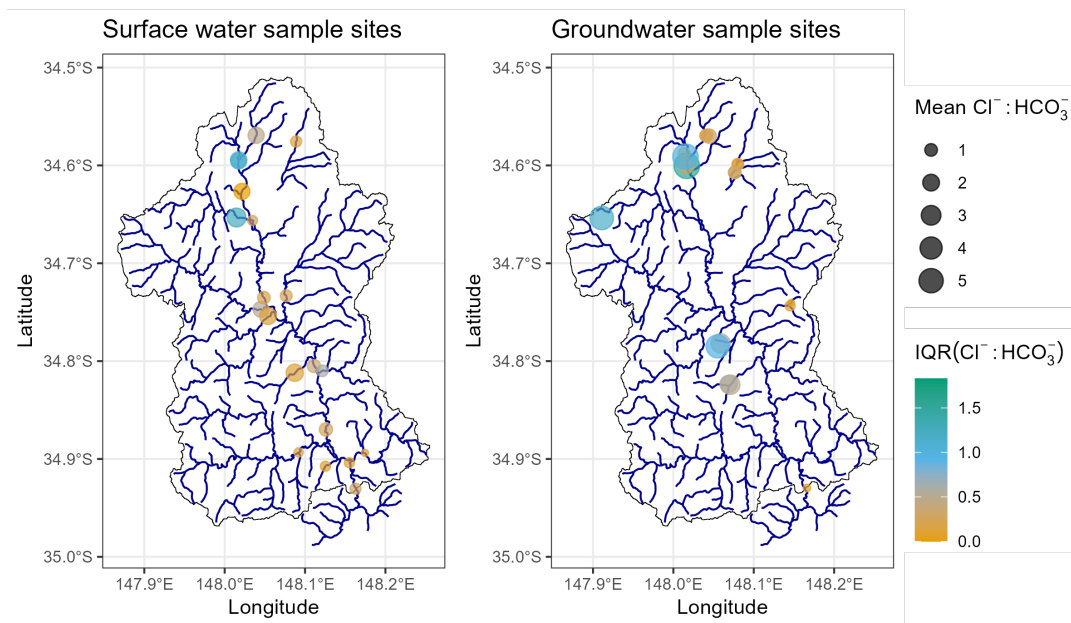 Surface water sample sites
Groundwater sample sites
34.5°S
34.6°S
34.7°S
34.8°S
34.9°S
35.0°S
Latitude
147.9°E 148.0°E 148.1°E 148.2°E
Longitude
34.5°S
34.6°S
34.7°S
34.8°S
34.9°S
35.0°S
Latitude
147.9°E 148.0°E 148.1°E 148.2°E
Longitude
Mean Cl⁻ : HCO₃⁻
1
2
3
4
5
IQR(Cl⁻ : HCO₃⁻)
1.5
1.0
0.5
0.0